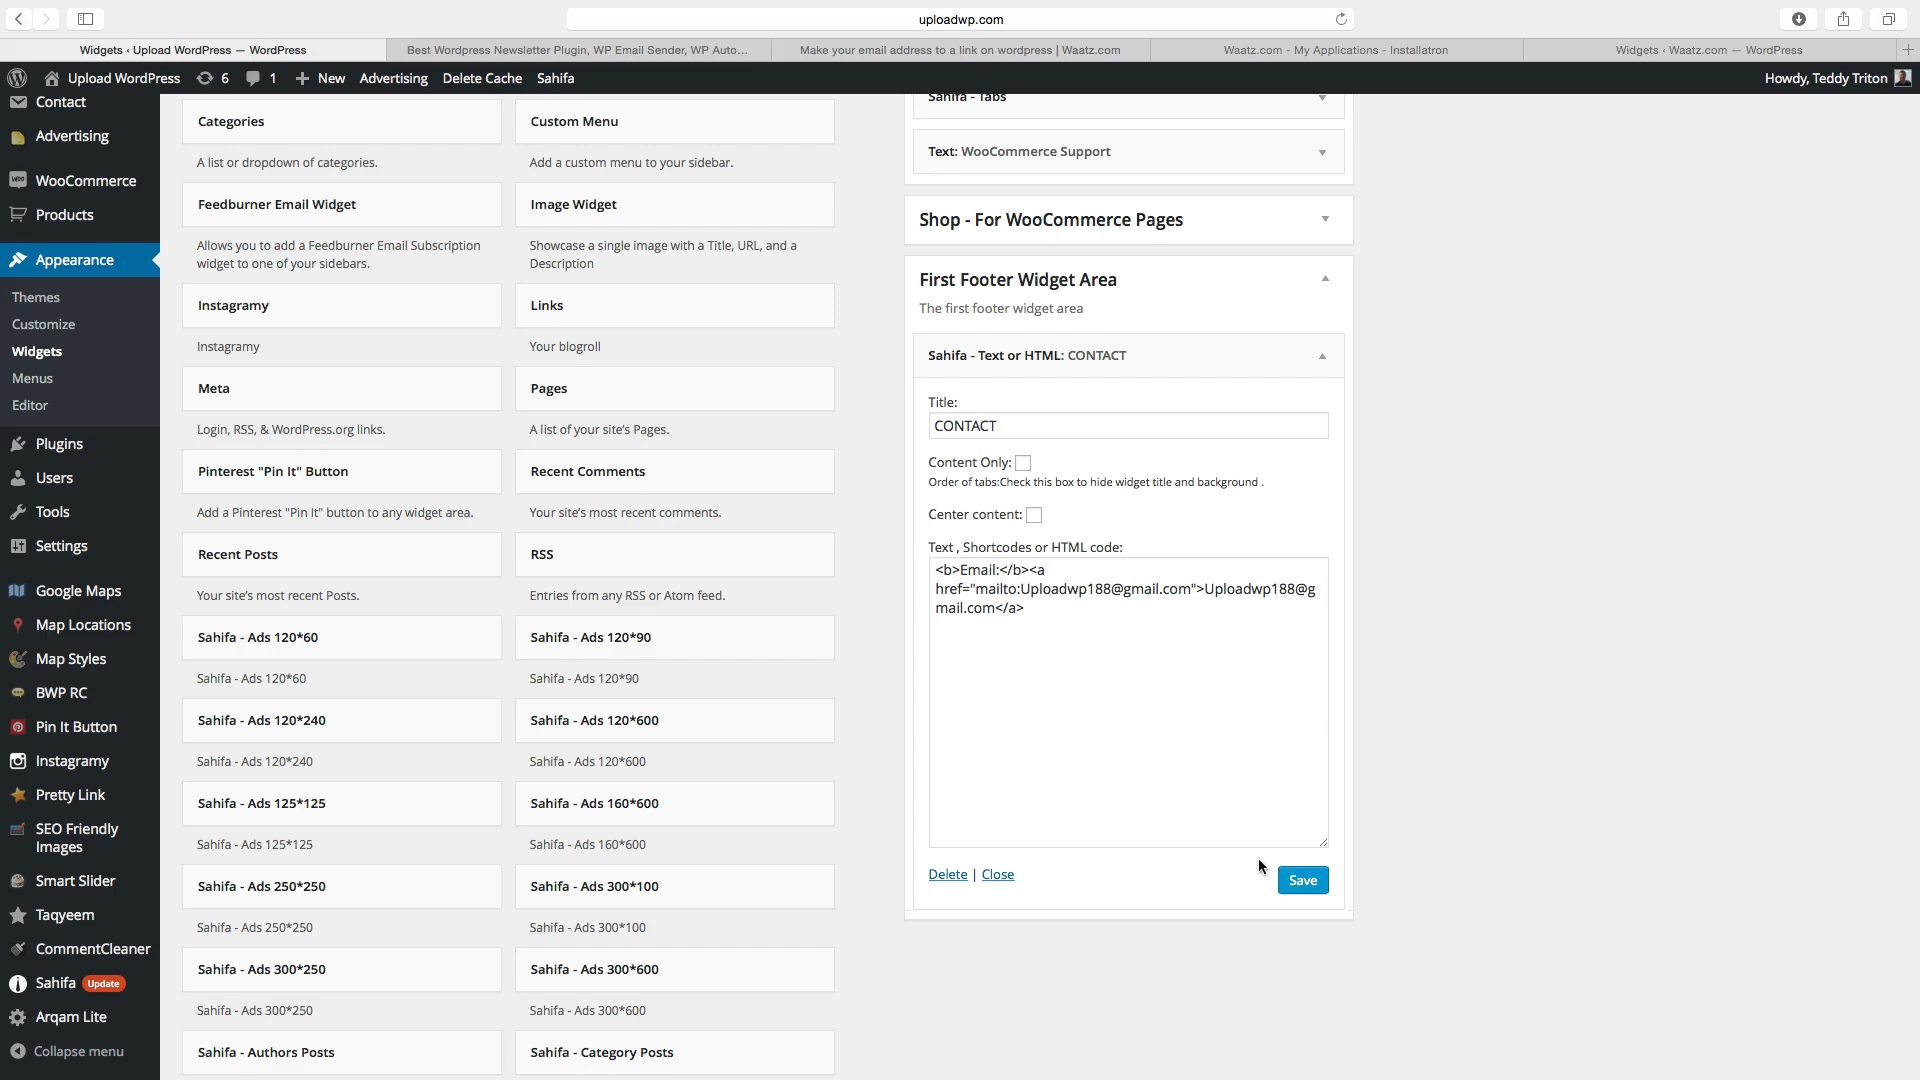 uploadwp.com
Widgets ‹ Upload WordPress — WordPress
Best Wordpress Newsletter Plugin, WP Email Sender, WP Auto...
Make your email address to a link on wordpress | Waatz.com
Waatz.com - My Applications - Installatron
Widgets ‹ Waatz.com — WordPress
Upload WordPress 6 1 + New Advertising Delete Cache Sahifa
Howdy, Teddy Triton
Contact
Advertising
WooCommerce
Products
Appearance
Themes
Customize
Widgets
Menus
Editor
Plugins
Users
Tools
Settings
Google Maps
Map Locations
Map Styles
BWP RC
Pin It Button
Instagramy
Pretty Link
SEO Friendly
Images
Smart Slider
Taqyeem
CommentCleaner
Sahifa Update
Arqam Lite
Collapse menu
Categories
A list or dropdown of categories.
Custom Menu
Add a custom menu to your sidebar.
Feedburner Email Widget
Allows you to add a Feedburner Email Subscription
widget to one of your sidebars.
Image Widget
Showcase a single image with a Title, URL, and a
Description
Instagramy
Instagramy
Links
Your blogroll
Meta
Login, RSS, & WordPress.org links.
Pages
A list of your site's Pages.
Pinterest "Pin It" Button
Add a Pinterest "Pin It" button to any widget area.
Recent Comments
Your site's most recent comments.
Recent Posts
Your site's most recent Posts.
RSS
Entries from any RSS or Atom feed.
Sahifa - Ads 120*60
Sahifa - Ads 120*60
Sahifa - Ads 120*90
Sahifa - Ads 120*90
Sahifa - Ads 120*240
Sahifa - Ads 120*240
Sahifa - Ads 120*600
Sahifa - Ads 120*600
Sahifa - Ads 125*125
Sahifa - Ads 125*125
Sahifa - Ads 160*600
Sahifa - Ads 160*600
Sahifa - Ads 250*250
Sahifa - Ads 250*250
Sahifa - Ads 300*100
Sahifa - Ads 300*100
Sahifa - Ads 300*250
Sahifa - Ads 300*250
Sahifa - Ads 300*600
Sahifa - Ads 300*600
Sahifa - Authors Posts
Sahifa - Category Posts
Sahifa - Tabs
Text: WooCommerce Support
Shop - For WooCommerce Pages
First Footer Widget Area
The first footer widget area
Sahifa - Text or HTML: CONTACT
Title:
CONTACT
Content Only:
Order of tabs:Check this box to hide widget title and background .
Center content:
Text , Shortcodes or HTML code:
<b>Email:</b><a
href="mailto:Uploadwp188@gmail.com">Uploadwp188@g
mail.com</a>
Delete | Close
Save